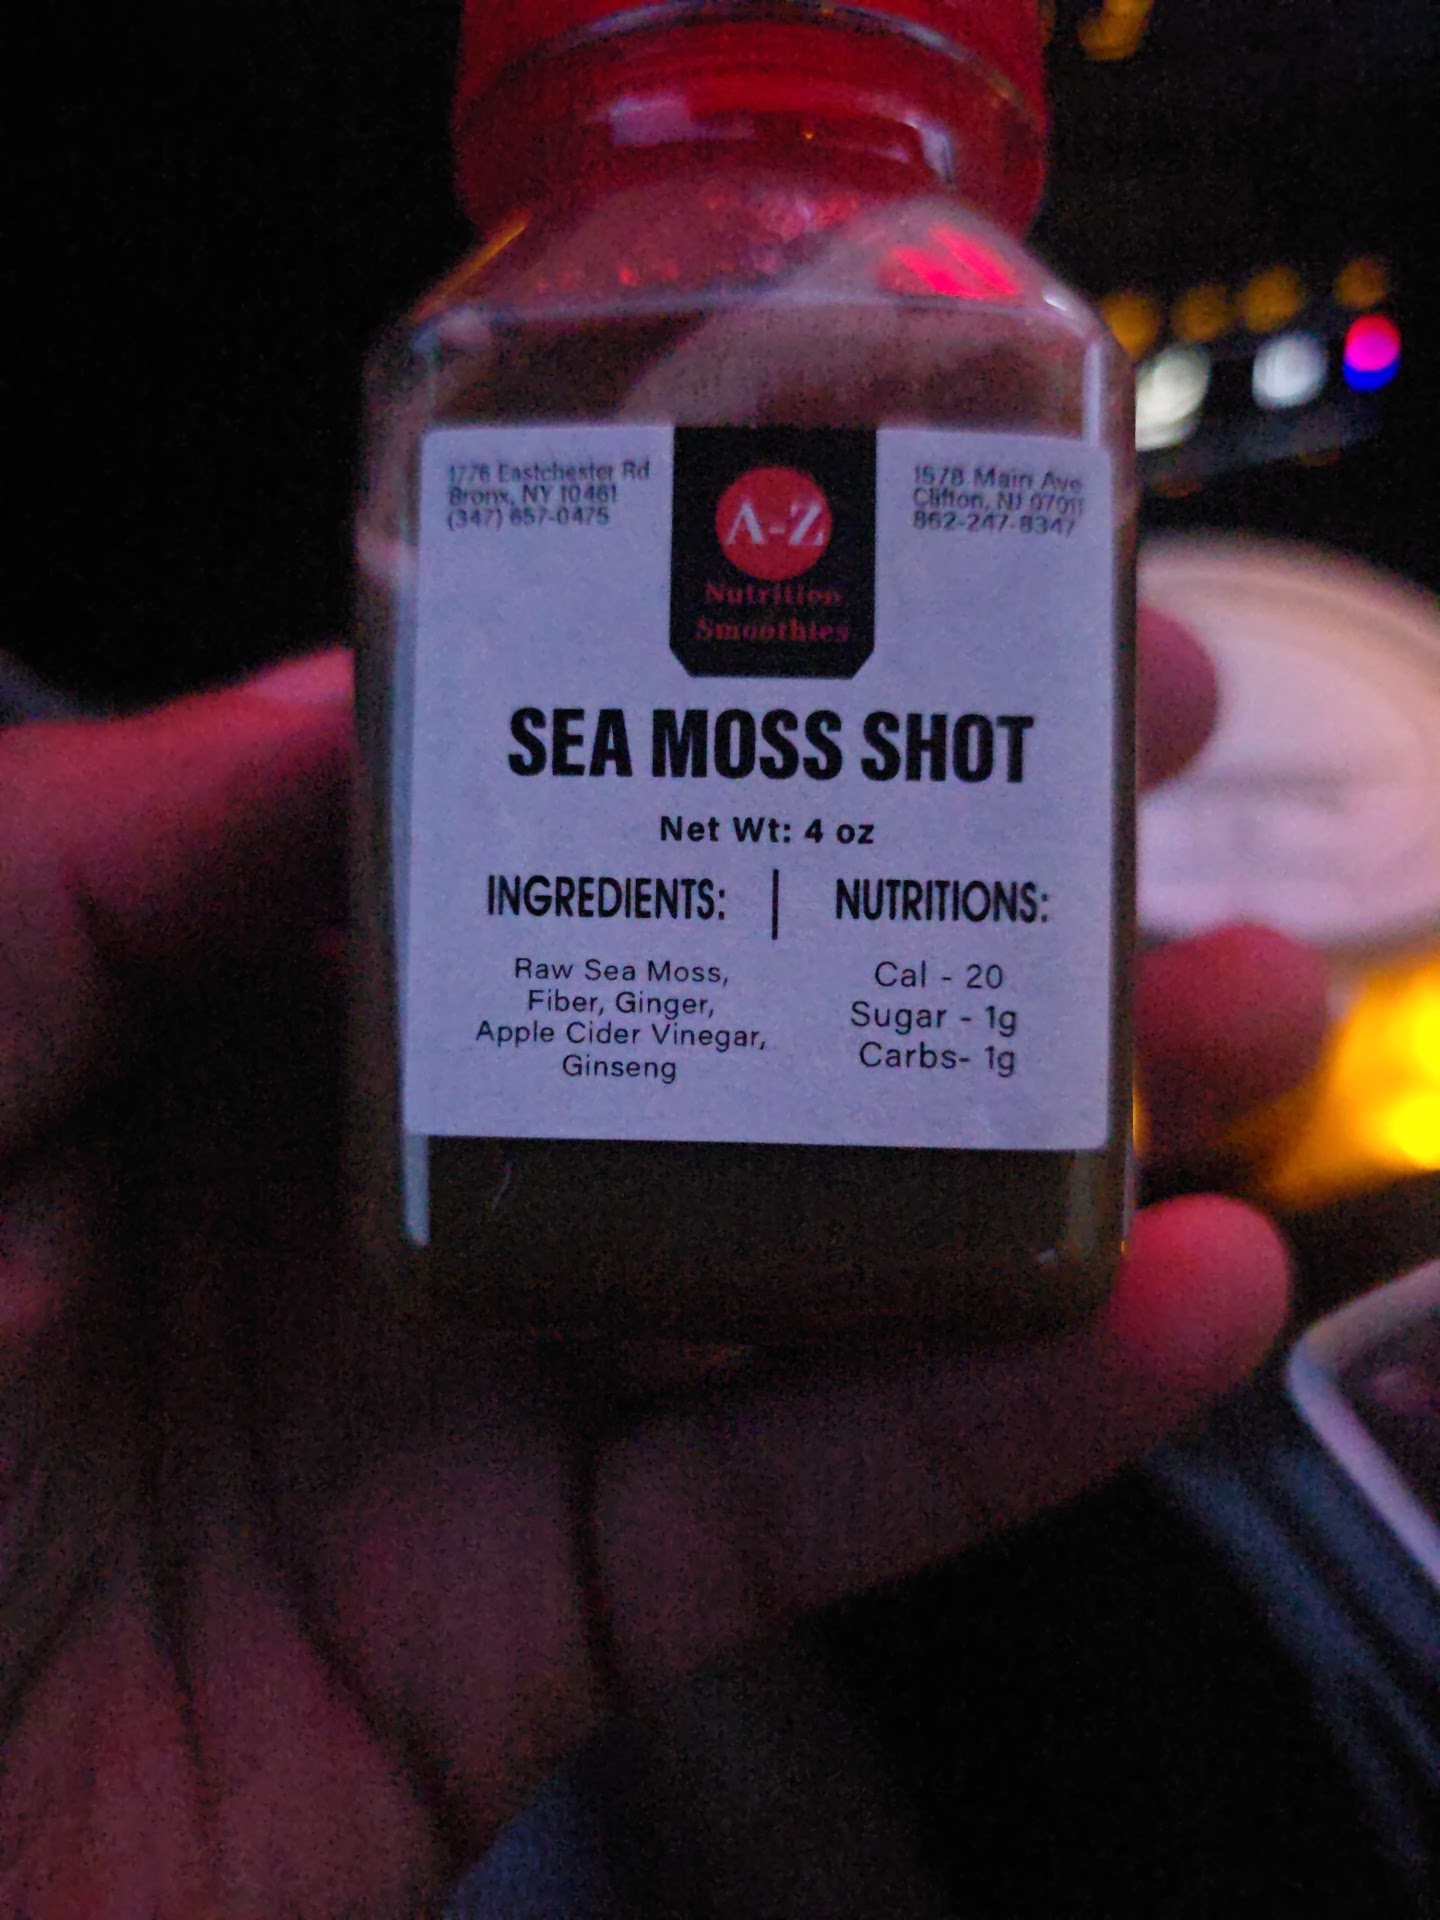 1776 Eastchester Rd
Bronx, NY 10461
(347) 657-0475
A-Z
Nutrition
Smoothies
1578 Main Ave
Clifton, NJ 07011
862-247-8347
SEA MOSS SHOT
Net Wt: 4 oz
INGREDIENTS:
Raw Sea Moss,
Fiber, Ginger,
Apple Cider Vinegar,
Ginseng
NUTRITIONS:
Cal - 20
Sugar - 1g
Carbs- 1g